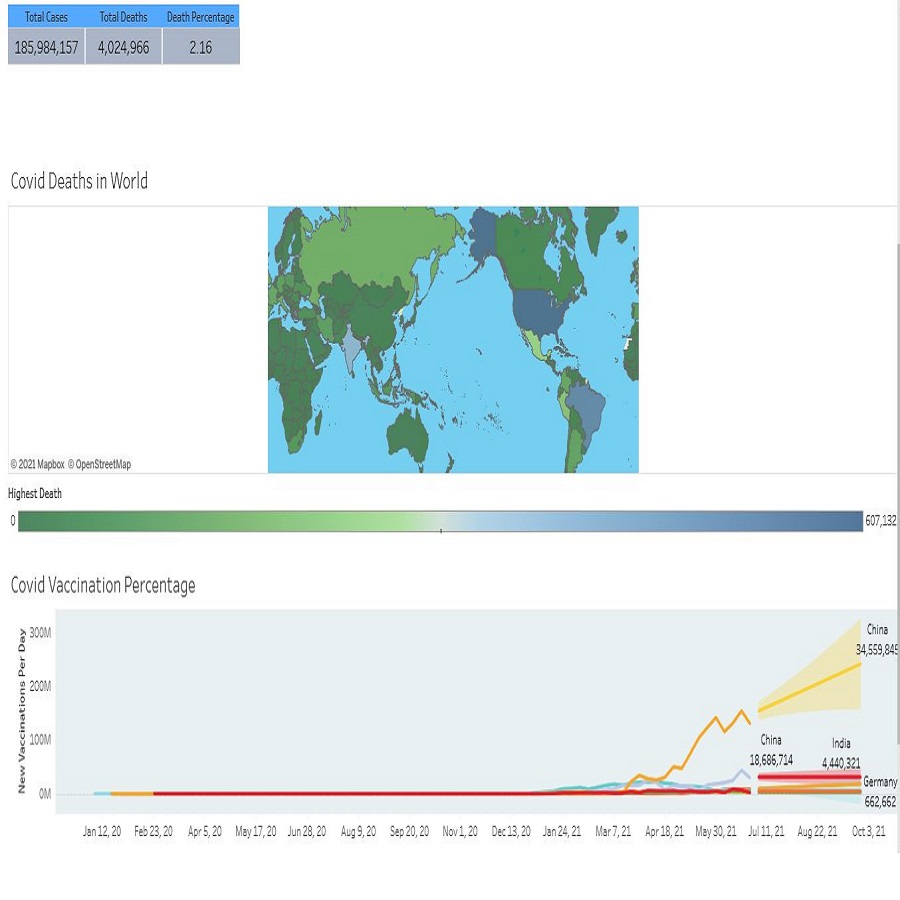 Total Cases Total Deaths Death Percentage
185,984,157 4,024,966 2.16
Covid Deaths in World
© 2021 Mapbox © OpenStreetMap
Highest Death
0 607,132
Covid Vaccination Percentage
New Vaccinations Per Day
300M
200M
100M
0M
China
34,559,845
China
18,686,714
India
4,440,321
Germany
662,662
Jan 12, 20 Feb 23, 20 Apr 5, 20 May 17, 20 Jun 28, 20 Aug 9, 20 Sep 20, 20 Nov 1, 20 Dec 13, 20 Jan 24, 21 Mar 7, 21 Apr 18, 21 May 30, 21 Jul 11, 21 Aug 22, 21 Oct 3, 21